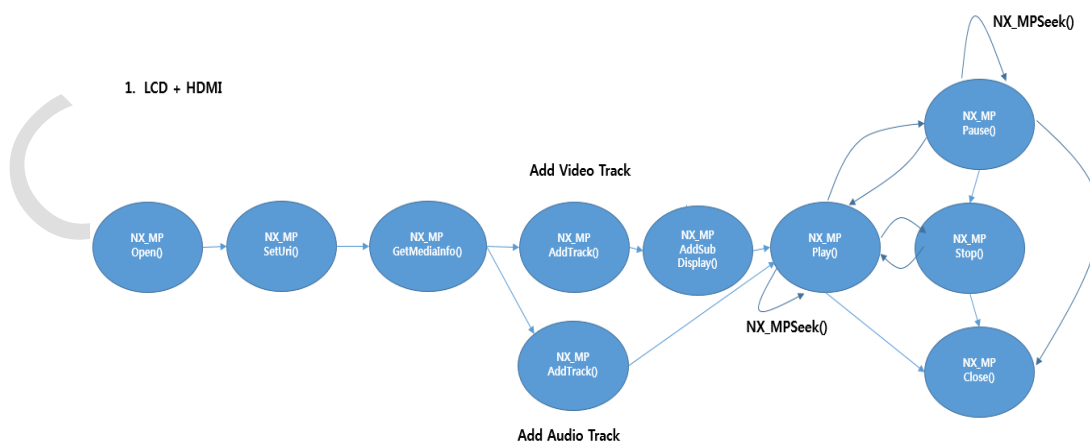 NX_MPSeek()
1. LCD + HDMI
NX_MP
Pause()
Add Video Track
NX_MP
Open()
NX_MP
SetUri()
NX_MP
GetMediaInfo()
NX_MP
AddTrack()
NX_MP
AddSub
Display()
NX_MP
Play()
NX_MP
Stop()
NX_MPSeek()
NX_MP
AddTrack()
NX_MP
Close()
Add Audio Track